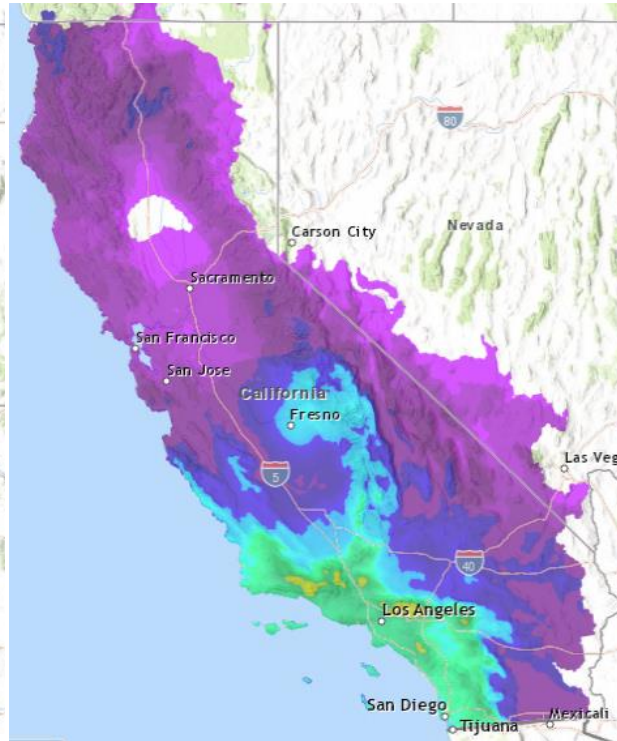 80
Carson City
Nevada
Sacramento
San Francisco
San Jose
California
Fresno
Las Veg
5
40
Los Angeles
San Diego
Mexicali
Tijuana